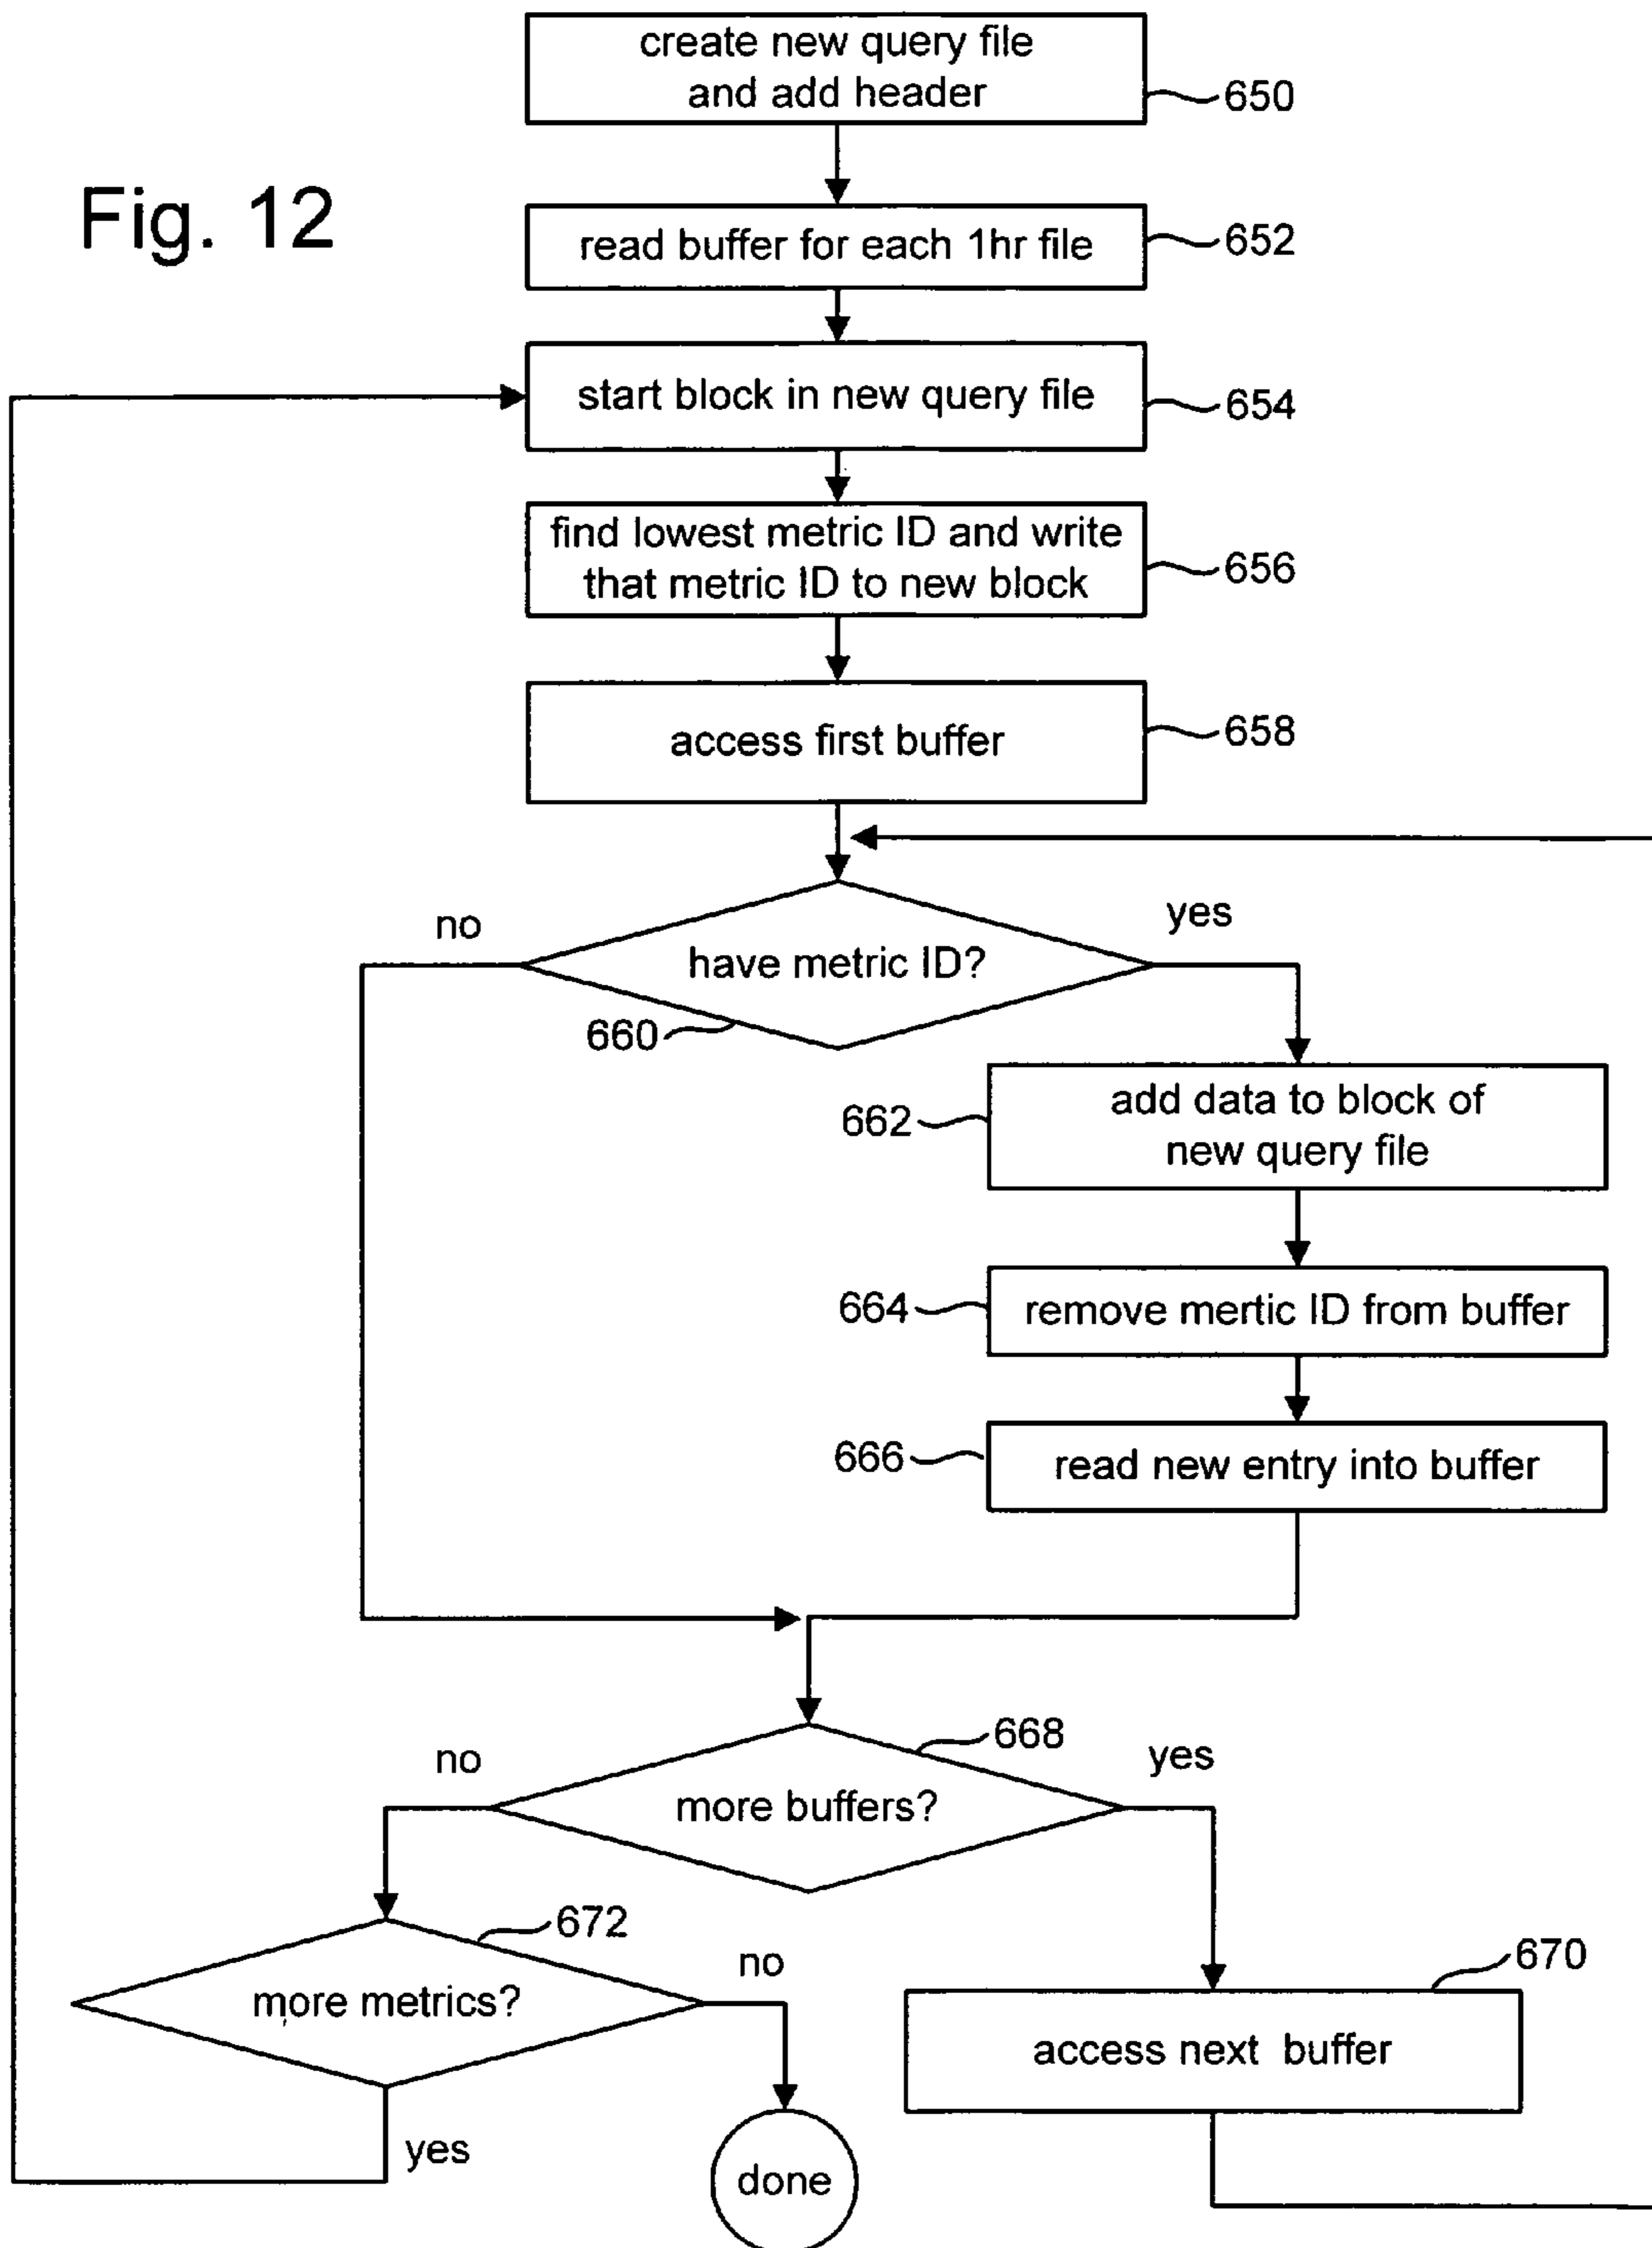 create new query file
and add header
650
Fig. 12
read buffer for each 1hr file
652
start block in new query file
654
find lowest metric ID and write
that metric ID to new block
656
access first buffer
658
no
yes
have metric ID?
660
662
add data to block of
new query file
664
remove mertic ID from buffer
666
read new entry into buffer
668
no
yes
more buffers?
672
no
670
more metrics?
access next buffer
yes
done